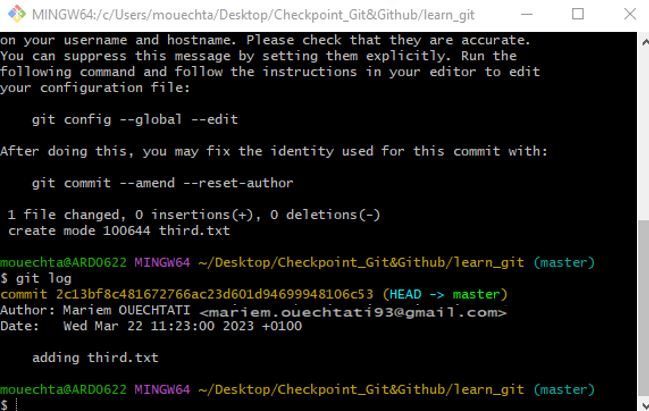 MINGW64:/c/Users/mouechta/Desktop/Checkpoint_Git&Github/learn_git
on your username and hostname. Please check that they are accurate.
You can suppress this message by setting them explicitly. Run the
following command and follow the instructions in your editor to edit
your configuration file:
git config --global --edit
After doing this, you may fix the identity used for this commit with:
git commit --amend --reset-author
1 file changed, 0 insertions(+), 0 deletions(-)
create mode 100644 third.txt
mouechta@ARD0622 MINGW64 ~/Desktop/Checkpoint_Git&Github/learn_git (master)
$ git log
commit 2c13bf8c481672766ac23d601d94699948106c53 (HEAD -> master)
Author: Mariem OUECHTATI <mariem.ouechtati93@gmail.com>
Date:   Wed Mar 22 11:23:00 2023 +0100
adding third.txt
mouechta@ARD0622 MINGW64 ~/Desktop/Checkpoint_Git&Github/learn_git (master)
$